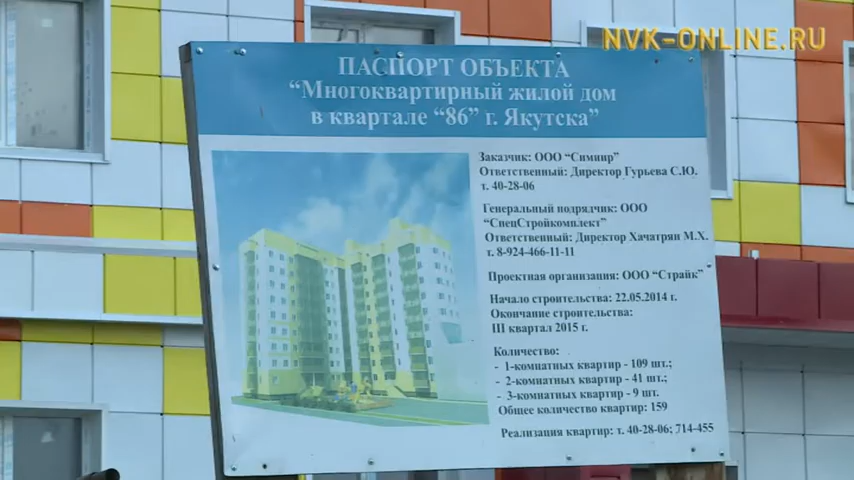 NVK-ONLINE.RU
ПАСПОРТ ОБЪЕКТА
“Многоквартирный жилой дом
в квартале “86” г. Якутска”
Заказчик: ООО “Симиир”
Ответственный: Директор Гурьева С.Ю.
т. 40-28-06
Генеральный подрядчик: ООО
“СпецСтройкомплект”
Ответственный: Директор Хачатрян М.Х.
т. 8-924-466-11-11
Проектная организация: ООО “Страйк”
Начало строительства: 22.05.2014 г.
Окончание строительства:
III квартал 2015 г.
Количество:
- 1-комнатных квартир - 109 шт.;
- 2-комнатных квартир - 41 шт.;
- 3-комнатных квартир - 9 шт.
Общее количество квартир: 159
Реализация квартир: т. 40-28-06; 714-455